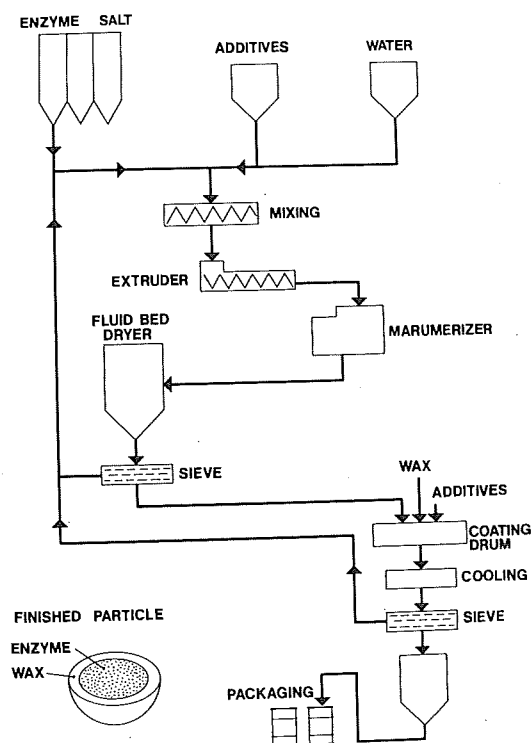 ENZYME SALT
ADDITIVES
WATER
MIXING
EXTRUDER
MARUMERIZER
FLUID BED
DRYER
SIEVE
WAX
ADDITIVES
COATING
DRUM
COOLING
SIEVE
FINISHED PARTICLE
ENZYME
WAX
PACKAGING